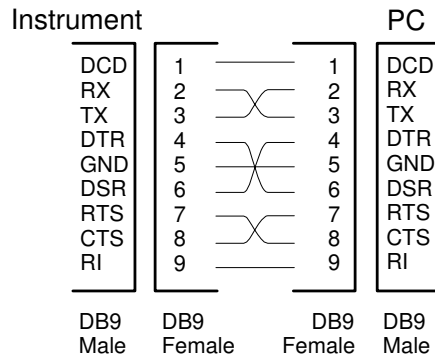 Instrument PC
DCD 1 1 DCD
RX 2 2 RX
TX 3 3 TX
DTR 4 4 DTR
GND 5 5 GND
DSR 6 6 DSR
RTS 7 7 RTS
CTS 8 8 CTS
RI 9 9 RI
DB9 DB9 DB9 DB9
Male Female Female Male